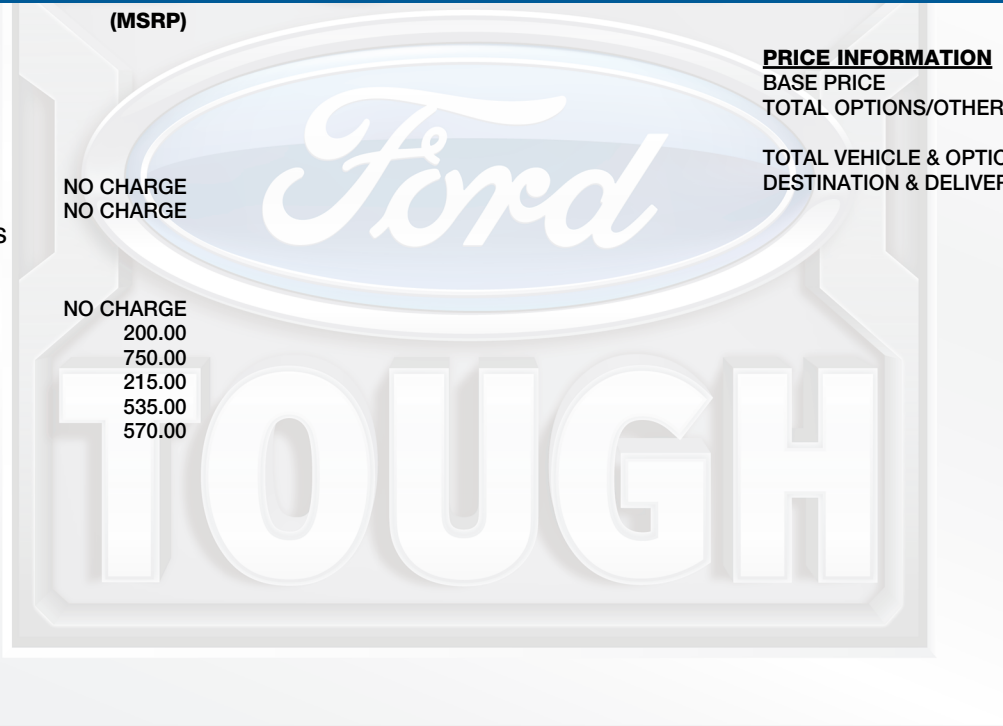 (MSRP)
NO CHARGE
NO CHARGE
S
NO CHARGE
200.00
750.00
215.00
535.00
570.00
PRICE INFORMATION
BASE PRICE
TOTAL OPTIONS/OTHER
TOTAL VEHICLE & OPTIO
DESTINATION & DELIVER
Ford
TOUGH